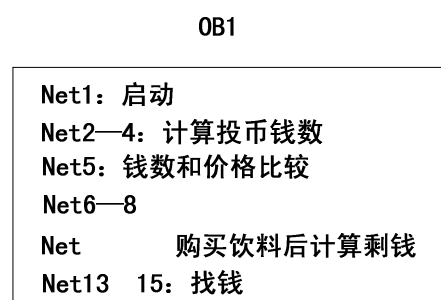 OB1
Net1：启动
Net2—4：计算投币钱数
Net5：钱数和价格比较
Net6—8
Net 购买饮料后计算剩钱
Net13 15：找钱